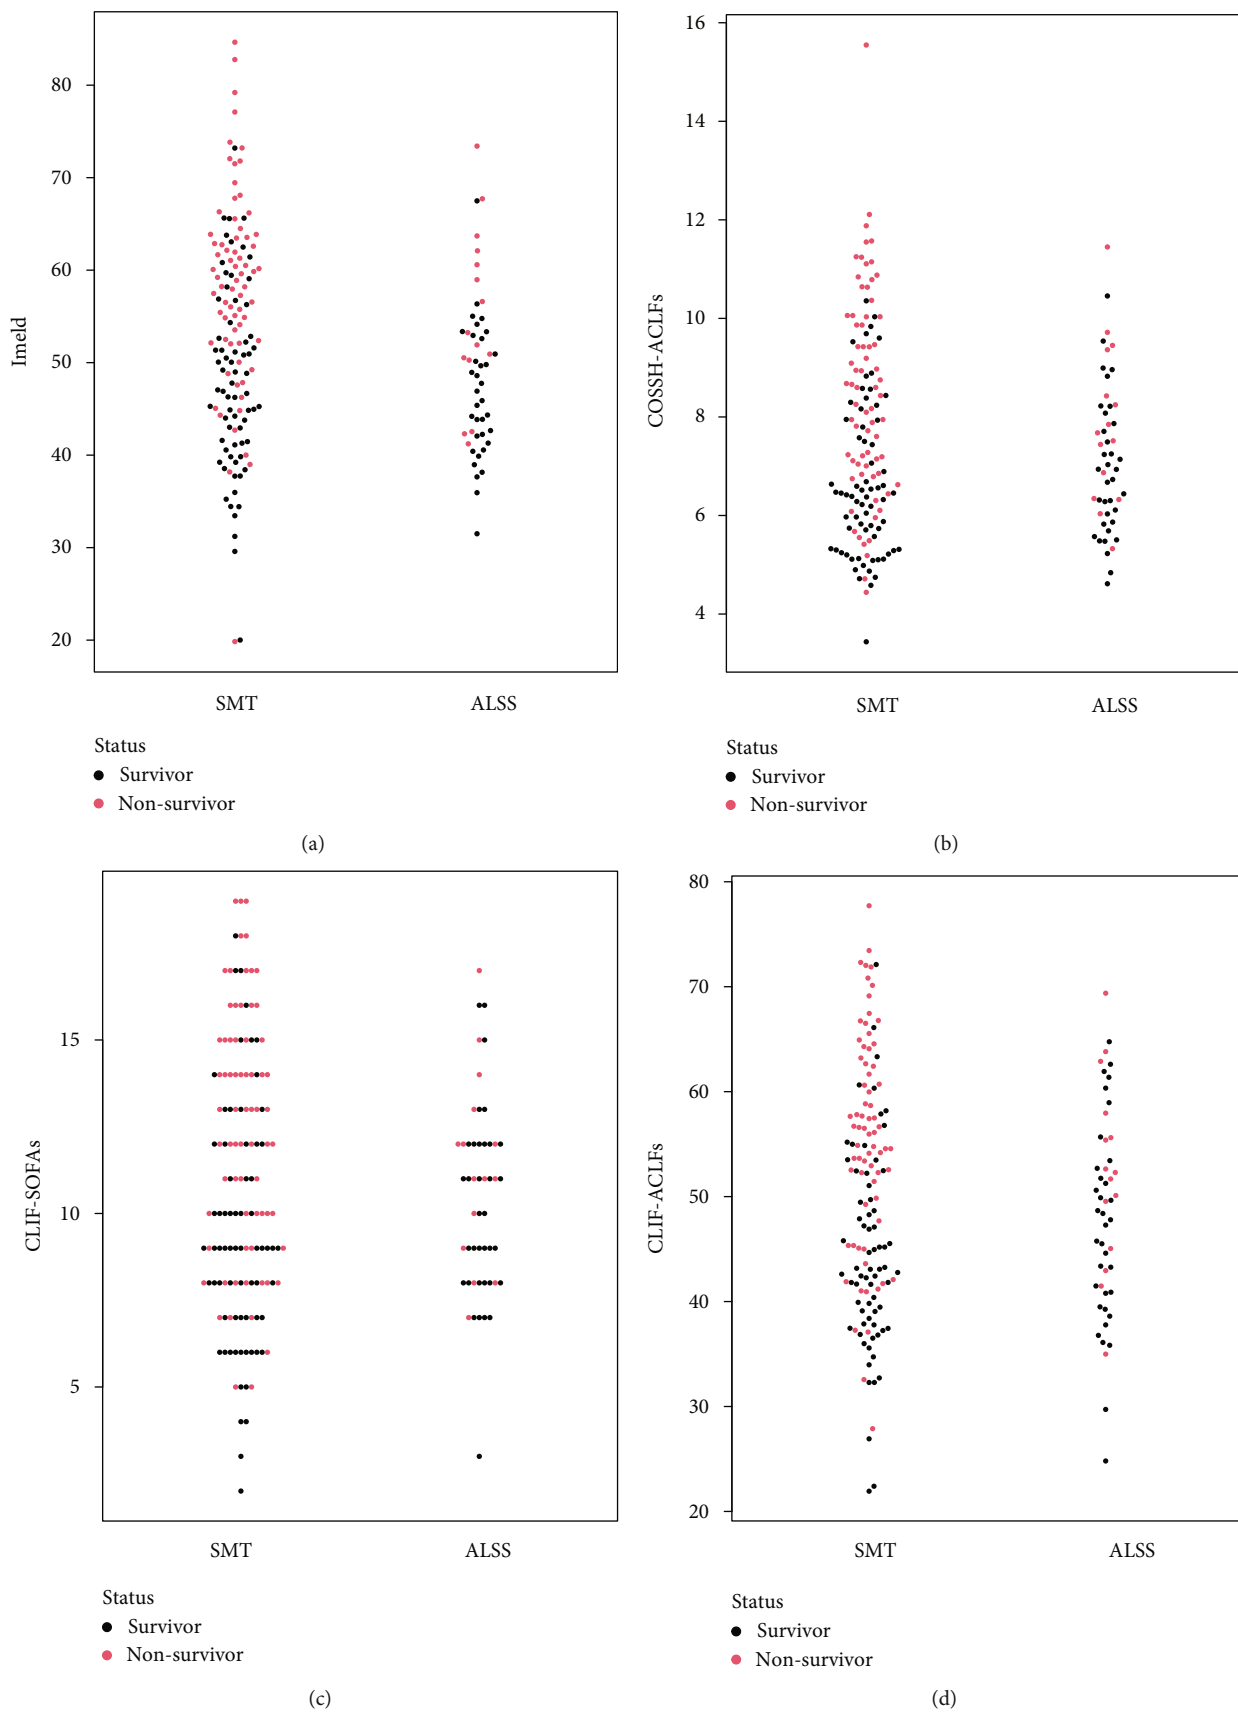 80
70
60
50
40
30
20
Imeld
SMT
ALSS
Status
Survivor
Non-survivor
(a)
16
14
12
10
8
6
4
COSSH-ACLFs
SMT
ALSS
Status
Survivor
Non-survivor
(b)
15
10
5
CLIF-SOFAs
SMT
ALSS
Status
Survivor
Non-survivor
(c)
80
70
60
50
40
30
20
CLIF-ACLFs
SMT
ALSS
Status
Survivor
Non-survivor
(d)